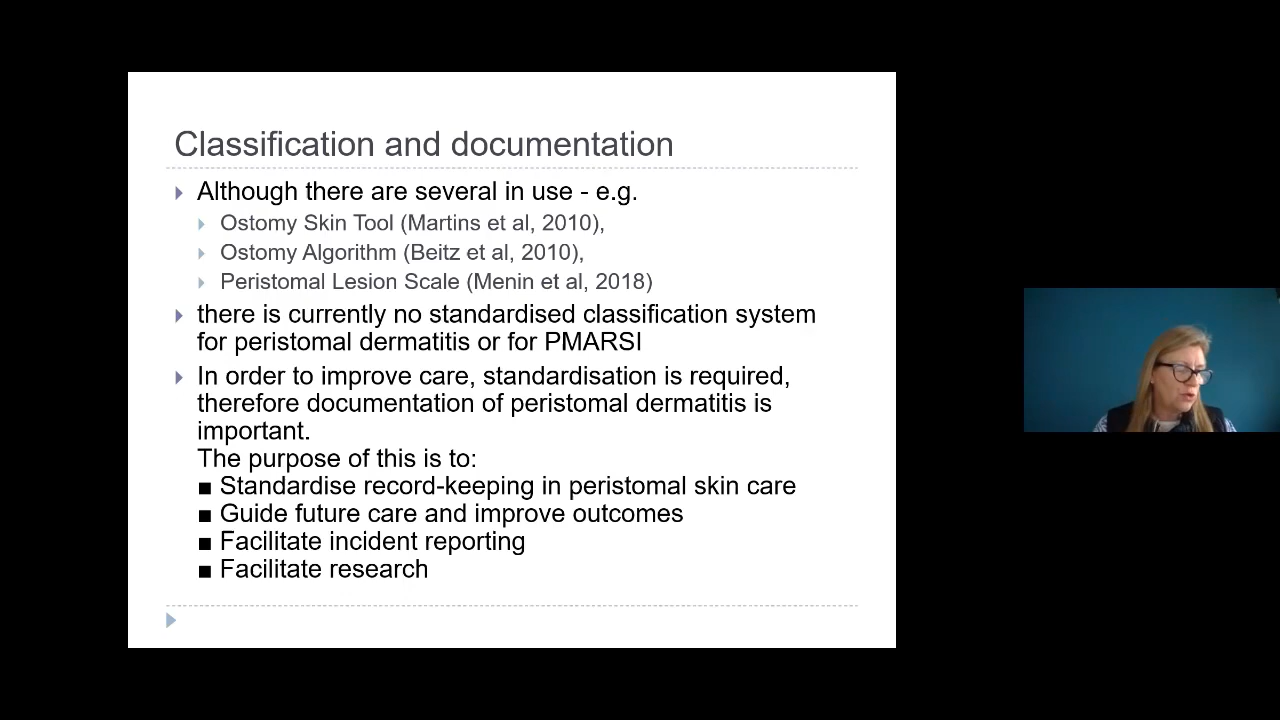 Classification and documentation
Although there are several in use - e.g.
Ostomy Skin Tool (Martins et al, 2010),
Ostomy Algorithm (Beitz et al, 2010),
Peristomal Lesion Scale (Menin et al, 2018)
there is currently no standardised classification system
for peristomal dermatitis or for PMARSI
In order to improve care, standardisation is required,
therefore documentation of peristomal dermatitis is
important.
The purpose of this is to:
■ Standardise record-keeping in peristomal skin care
■ Guide future care and improve outcomes
■ Facilitate incident reporting
■ Facilitate research